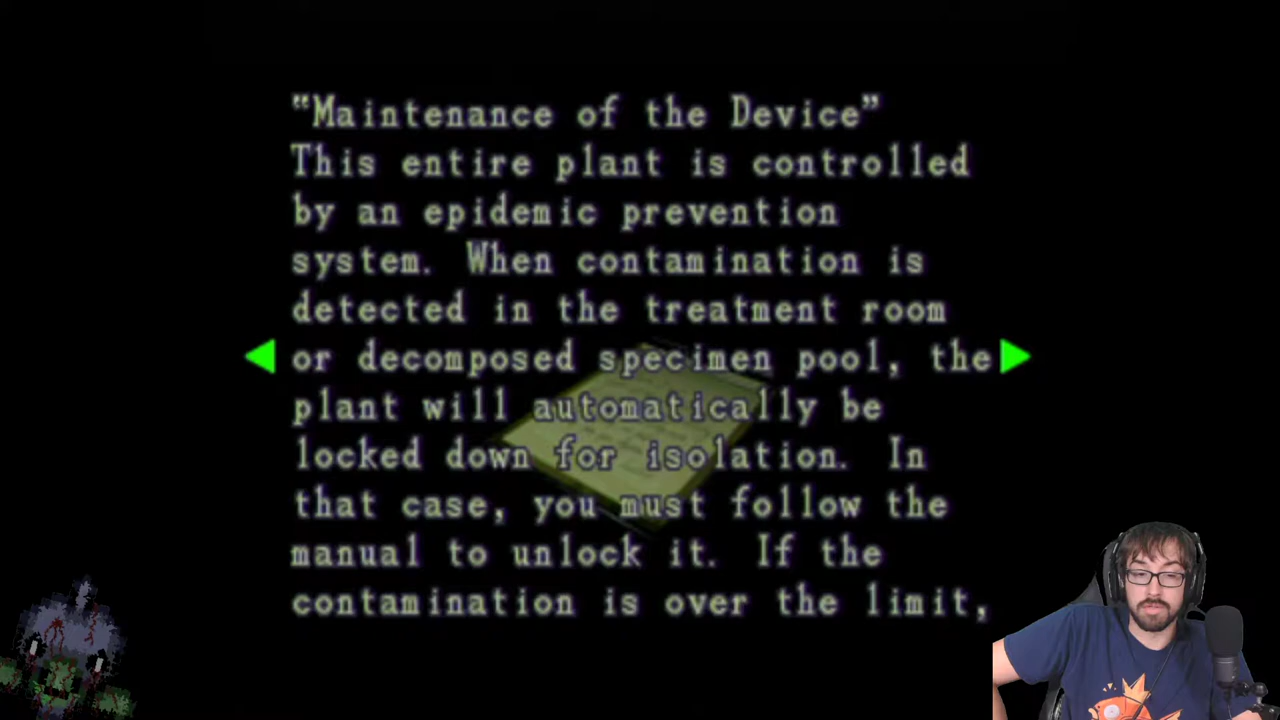 "Maintenance of the Device"
This entire plant is controlled
by an epidemic prevention
system. When contamination is
detected in the treatment room
or decomposed specimen pool, the
plant will automatically be
locked down for isolation. In
that case, you must follow the
manual to unlock it. If the
contamination is over the limit,